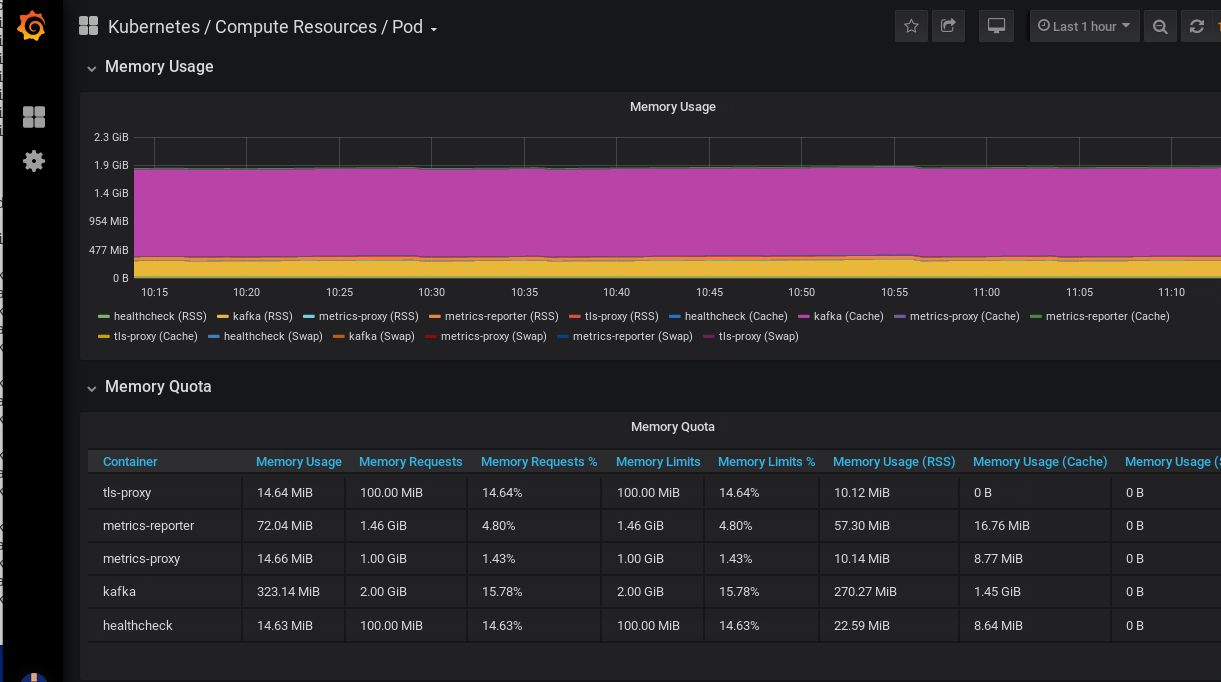 Kubernetes / Compute Resources / Pod
Last 1 hour
Memory Usage
Memory Usage
2.3 GiB
1.9 GiB
1.4 GiB
954 MiB
477 MiB
0 B
10:15 10:20 10:25 10:30 10:35 10:40 10:45 10:50 10:55 11:00 11:05 11:10
healthcheck (RSS) kafka (RSS) metrics-proxy (RSS) metrics-reporter (RSS) tls-proxy (RSS) healthcheck (Cache) kafka (Cache) metrics-proxy (Cache) metrics-reporter (Cache)
tls-proxy (Cache) healthcheck (Swap) kafka (Swap) metrics-proxy (Swap) metrics-reporter (Swap) tls-proxy (Swap)
Memory Quota
Memory Quota
Container Memory Usage Memory Requests Memory Requests % Memory Limits Memory Limits % Memory Usage (RSS) Memory Usage (Cache) Memory Usage
tls-proxy 14.64 MiB 100.00 MiB 14.64% 100.00 MiB 14.64% 10.12 MiB 0 B 0 B
metrics-reporter 72.04 MiB 1.46 GiB 4.80% 1.46 GiB 4.80% 57.30 MiB 16.76 MiB 0 B
metrics-proxy 14.66 MiB 1.00 GiB 1.43% 1.00 GiB 1.43% 10.14 MiB 8.77 MiB 0 B
kafka 323.14 MiB 2.00 GiB 15.78% 2.00 GiB 15.78% 270.27 MiB 1.45 GiB 0 B
healthcheck 14.63 MiB 100.00 MiB 14.63% 100.00 MiB 14.63% 22.59 MiB 8.64 MiB 0 B